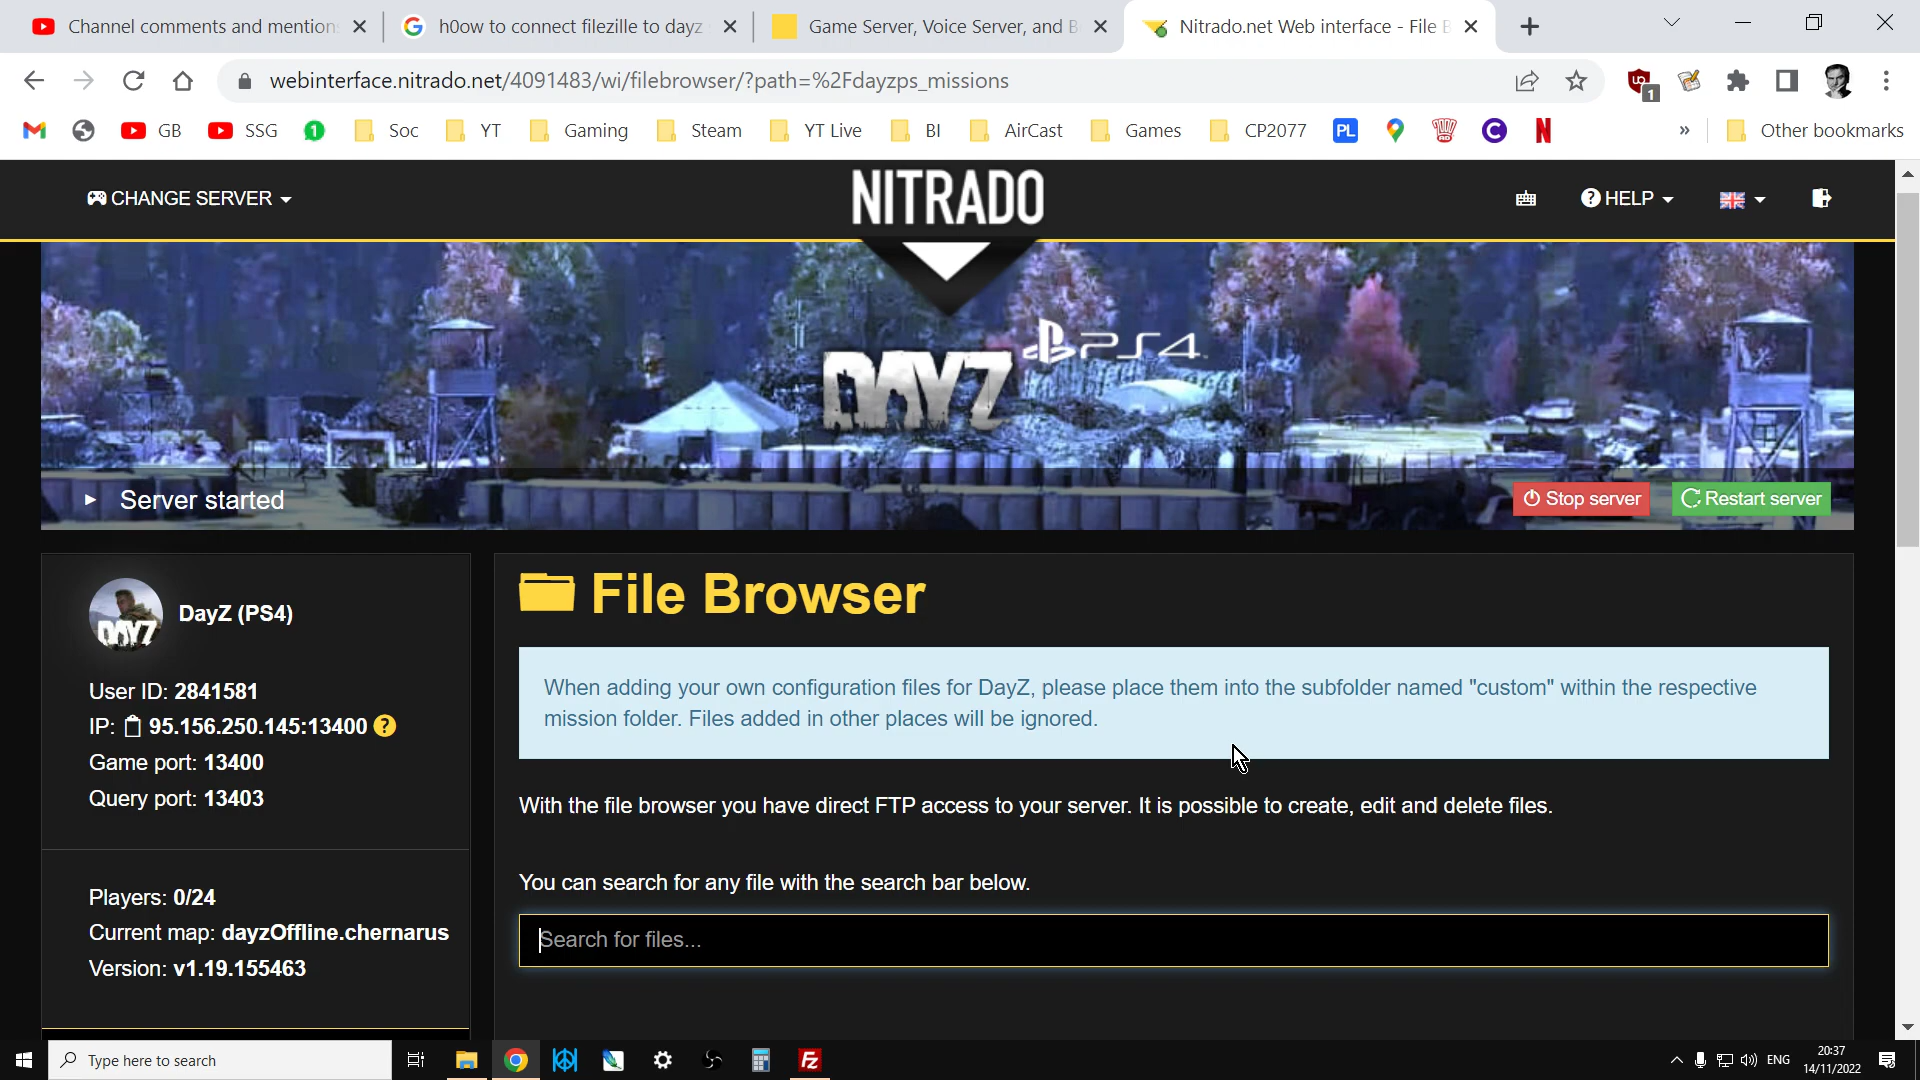 Channel comments and mention
h0ow to connect filezille to dayz
Game Server, Voice Server, and B
Nitrado.net Web interface - File B
webinterface.nitrado.net/4091483/wi/filebrowser/?path=%2Fdayzps_missions
1
GB
SSG
1
Soc
YT
Gaming
Steam
YT Live
BI
AirCast
Games
PL
CP2077
C
N
»
Other bookmarks
CHANGE SERVER
NITRADO
HELP
DAYZ
PS4
Server started
Stop server
Restart server
DAYZ
DayZ (PS4)
User ID: 2841581
IP: 95.156.250.145:13400 ?
Game port: 13400
Query port: 13403
Players: 0/24
Current map: dayzOffline.chernarus
Version: v1.19.155463
File Browser
When adding your own configuration files for DayZ, please place them into the subfolder named "custom" within the respective
mission folder. Files added in other places will be ignored.
With the file browser you have direct FTP access to your server. It is possible to create, edit and delete files.
You can search for any file with the search bar below.
Search for files...
Type here to search
Fz
ENG
20:37
14/11/2022